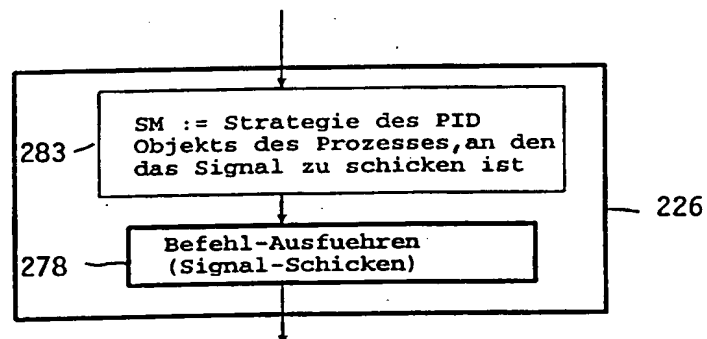 SM := Strategie des PID
Objekts des Prozesses,an den
das Signal zu schicken ist
283
226
Befehl-Ausfuehren
(Signal-Schicken)
278